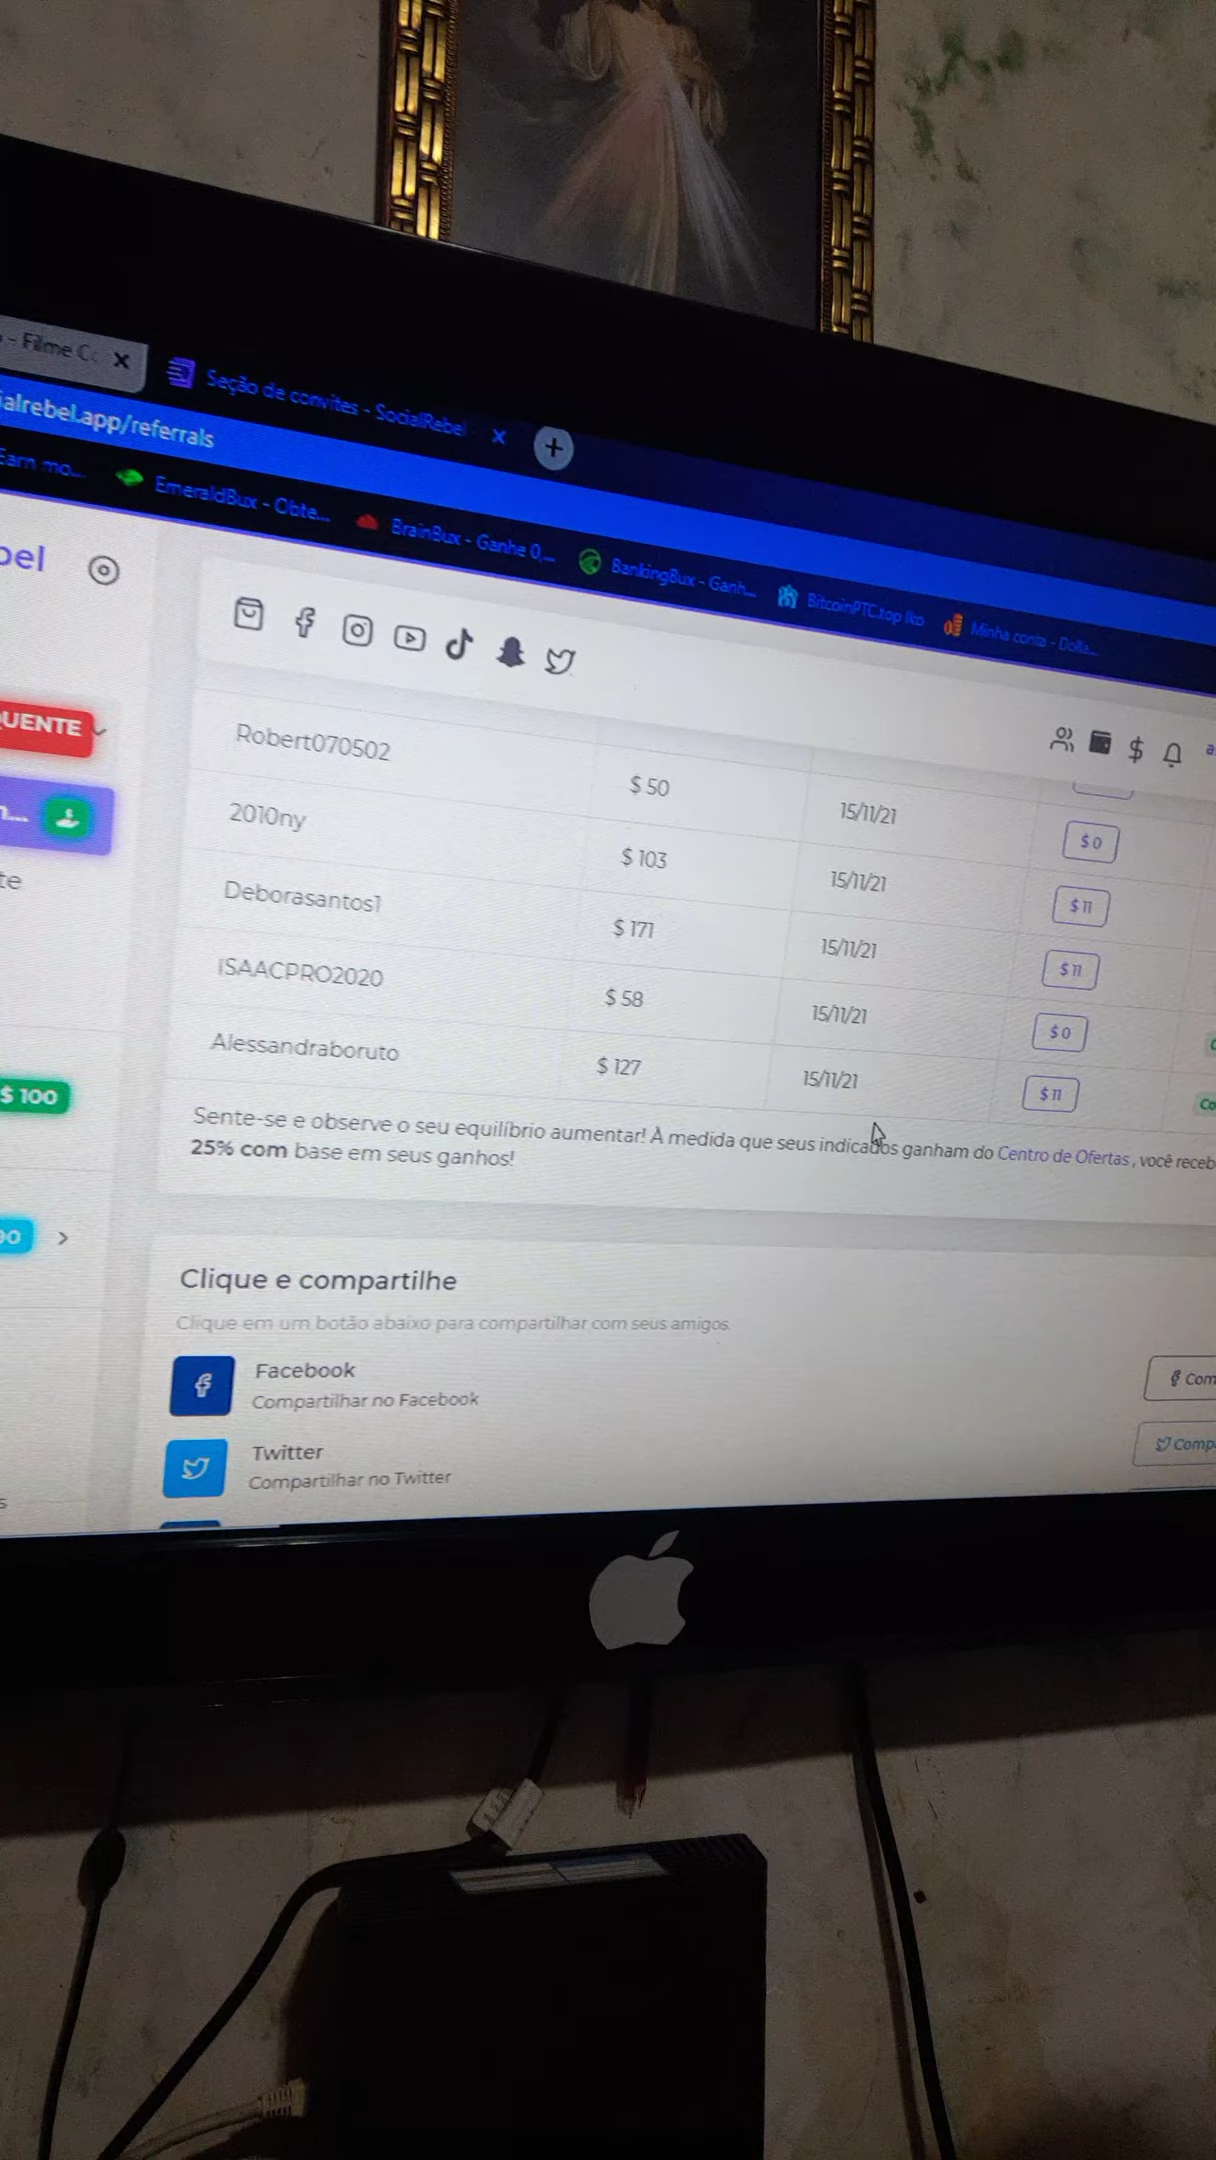 - Filme C
Seção de convites - SocialRebel
ialrebel.app/referrals
Earn mo...
EmeraldBux - Obte...
BrainBux - Ganhe 0,...
BankingBux - Ganh...
BitcoinPTC.top
Minha conta - Dolla...
bel
QUENTE
Robert070502 $ 50 15/11/21 $ 0
2010ny $ 103 15/11/21 $ 11
Deborasantos1 $ 171 15/11/21 $ 11
ISAACPRO2020 $ 58 15/11/21 $ 0
Alessandraboruto $ 127 15/11/21 $ 11
te
$ 100
Co
Sente-se e observe o seu equilíbrio aumentar! À medida que seus indicados ganham do Centro de Ofertas , você receb
25% com base em seus ganhos!
Clique e compartilhe
Clique em um botão abaixo para compartilhar com seus amigos.
Facebook
Compartilhar no Facebook
Com
Twitter
Compartilhar no Twitter
Comp